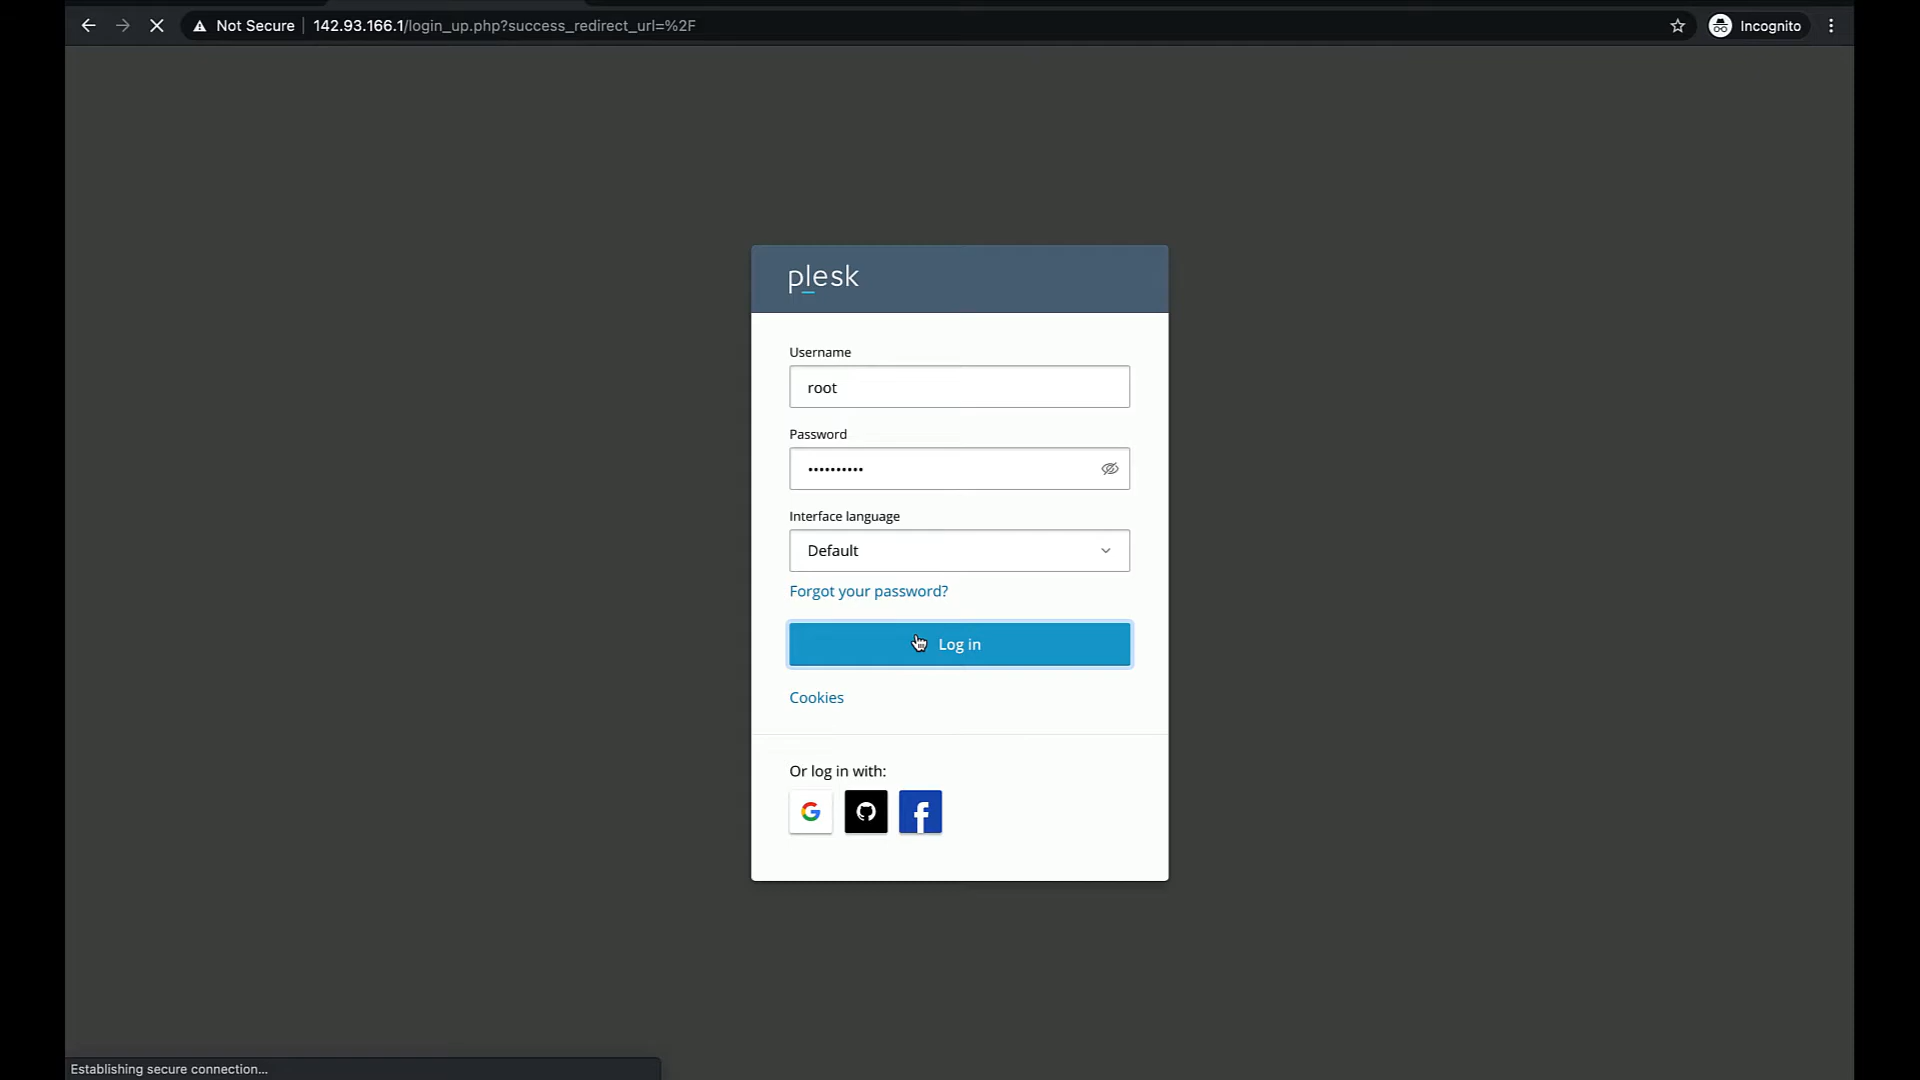 Not Secure 142.93.166.1/login_up.php?success_redirect_url=%2F Incognito
plesk
Username
root
Password
••••••••••
Interface language
Default
Forgot your password?
Log in
Cookies
Or log in with:
Establishing secure connection...